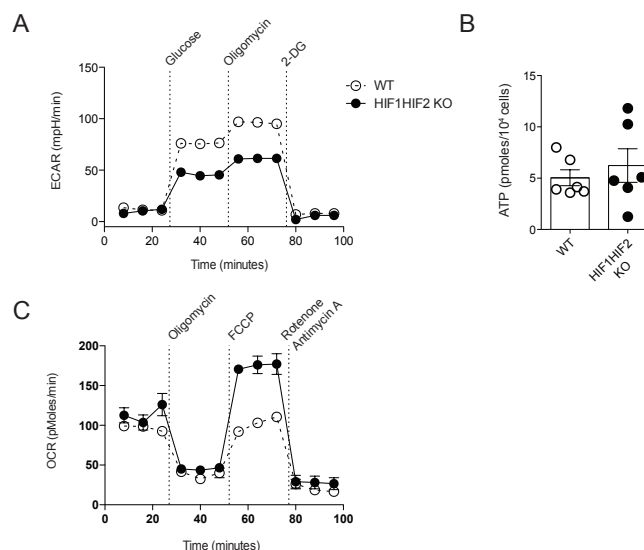 A
Glucose
Oligomycin
2-DG
WT
HIF1HIF2 KO
150
100
50
0
ECAR (mpH/min)
0 20 40 60 80 100
Time (minutes)
B
15
10
5
0
ATP (pmoles/10⁴ cells)
WT
HIF1HIF2
KO
C
Oligomycin
FCCP
Rotenone
Antimycin A
200
150
100
50
0
OCR (pMoles/min)
0 20 40 60 80 100
Time (minutes)